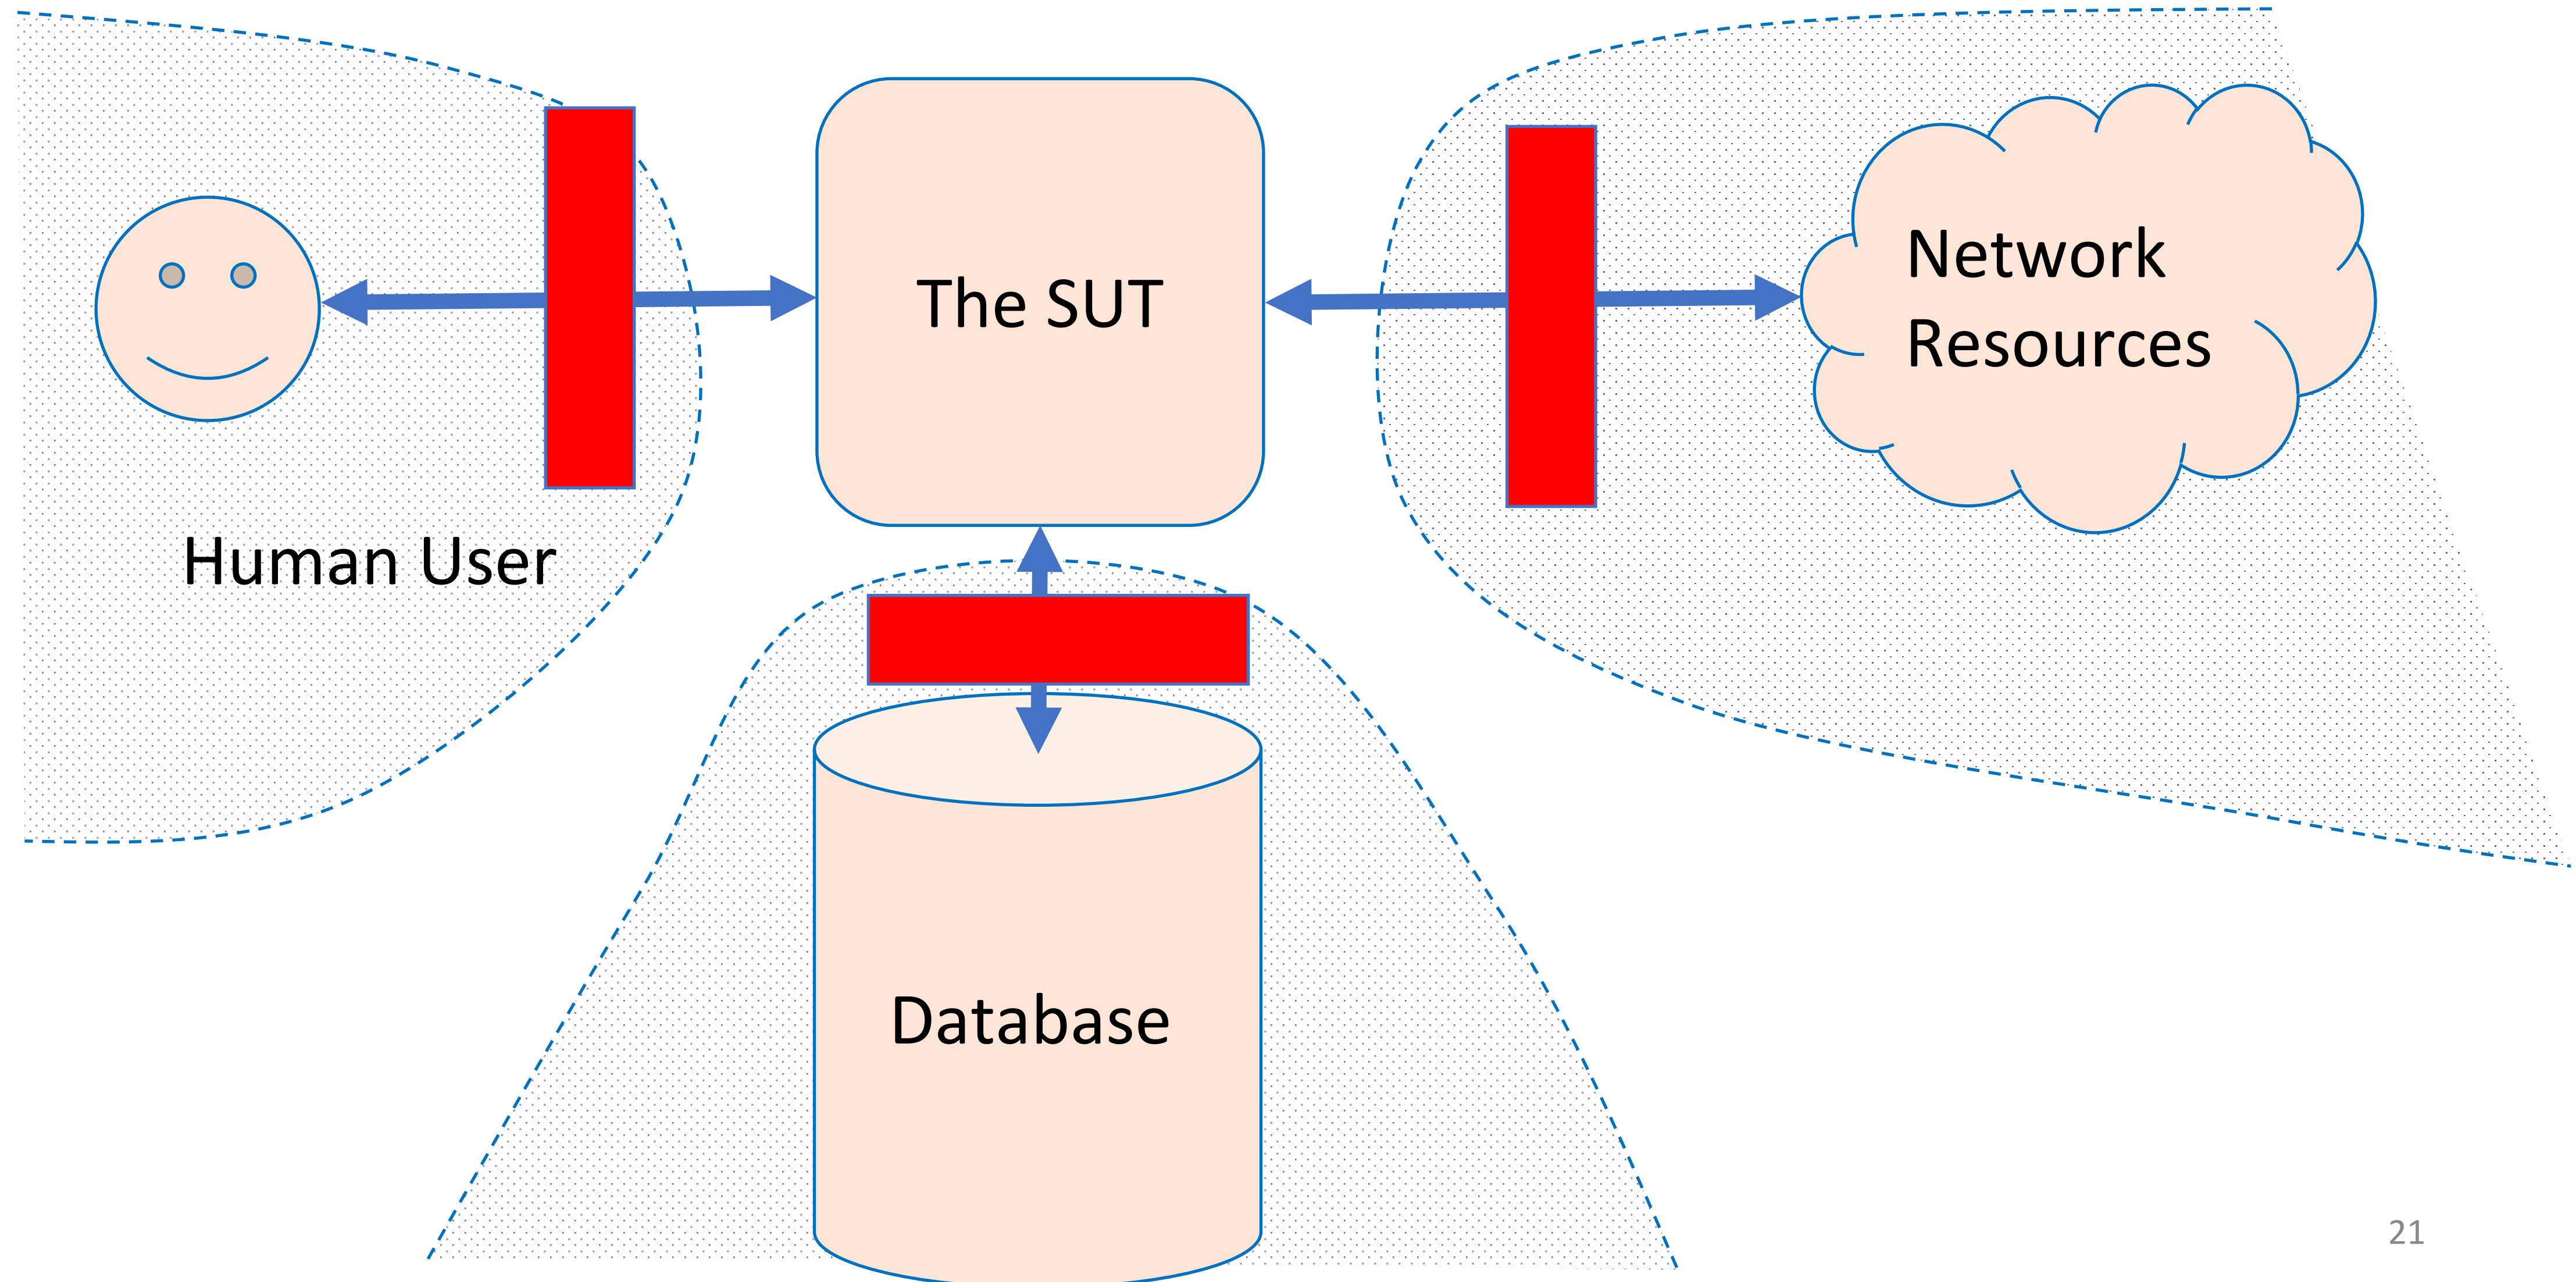 The SUT
Network
Resources
Human User
Database
21